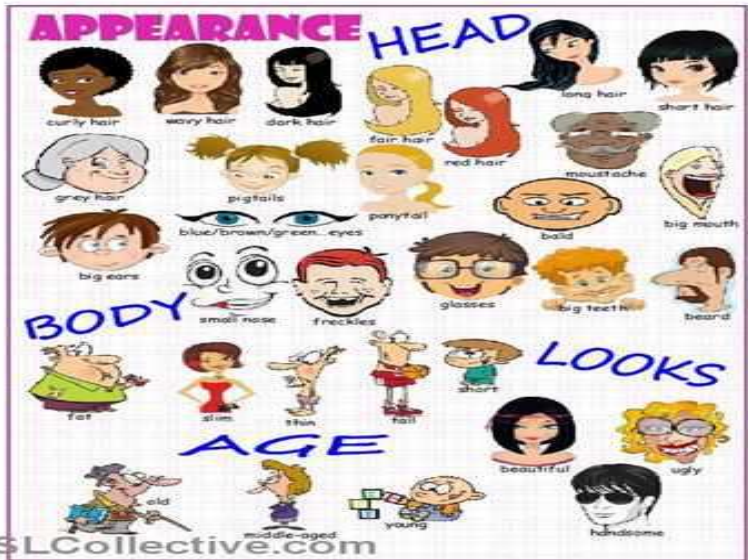 APPEARANCE
HEAD
curly hair
wavy hair
dark hair
fair hair
red hair
long hair
short hair
grey hair
pigtails
ponytail
moustache
big mouth
blue/brown/green..eyes
bald
big ears
small nose
freckles
glasses
big teeth
beard
BODY
fat
slim
thin
tall
short
LOOKS
beautiful
ugly
handsome
AGE
old
middle-aged
young
SLCollective.com